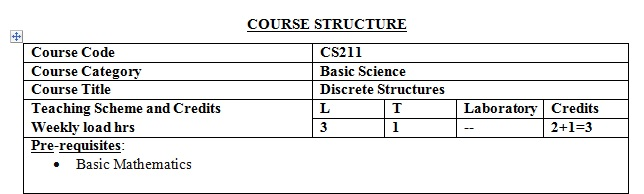 COURSE STRUCTURE
Course Code CS211
Course Category Basic Science
Course Title Discrete Structures
Teaching Scheme and Credits L T Laboratory Credits
Weekly load hrs 3 1 -- 2+1=3
Pre-requisites:
• Basic Mathematics